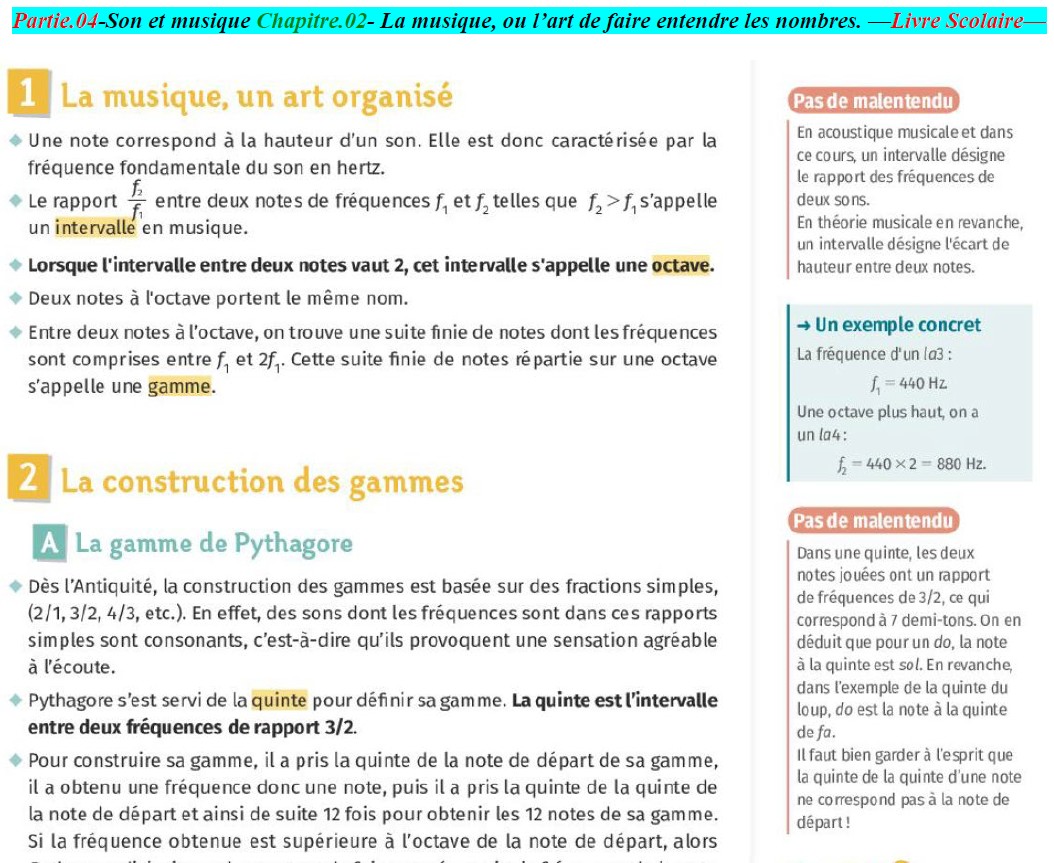 Partie.04-Son et musique Chapitre.02- La musique, ou l’art de faire entendre les nombres. —Livre Scolaire—
1 La musique, un art organisé
Une note correspond à la hauteur d’un son. Elle est donc caractérisée par la
fréquence fondamentale du son en hertz.
Le rapport f₂/f₁ entre deux notes de fréquences f₁ et f₂ telles que f₂ > f₁ s’appelle
un intervalle en musique.
Lorsque l'intervalle entre deux notes vaut 2, cet intervalle s'appelle une octave.
Deux notes à l'octave portent le même nom.
Entre deux notes à l’octave, on trouve une suite finie de notes dont les fréquences
sont comprises entre f₁ et 2f₁. Cette suite finie de notes répartie sur une octave
s’appelle une gamme.
2 La construction des gammes
A La gamme de Pythagore
Dès l’Antiquité, la construction des gammes est basée sur des fractions simples,
(2/1, 3/2, 4/3, etc.). En effet, des sons dont les fréquences sont dans ces rapports
simples sont consonants, c’est-à-dire qu’ils provoquent une sensation agréable
à l’écoute.
Pythagore s’est servi de la quinte pour définir sa gamme. La quinte est l’intervalle
entre deux fréquences de rapport 3/2.
Pour construire sa gamme, il a pris la quinte de la note de départ de sa gamme,
il a obtenu une fréquence donc une note, puis il a pris la quinte de la quinte de
la note de départ et ainsi de suite 12 fois pour obtenir les 12 notes de sa gamme.
Si la fréquence obtenue est supérieure à l’octave de la note de départ, alors
Pas de malentendu
En acoustique musicale et dans
ce cours, un intervalle désigne
le rapport des fréquences de
deux sons.
En théorie musicale en revanche,
un intervalle désigne l'écart de
hauteur entre deux notes.
→ Un exemple concret
La fréquence d'un la3 :
f₁ = 440 Hz.
Une octave plus haut, on a
un la4 :
f₂ = 440 × 2 = 880 Hz.
Pas de malentendu
Dans une quinte, les deux
notes jouées ont un rapport
de fréquences de 3/2, ce qui
correspond à 7 demi-tons. On en
déduit que pour un do, la note
à la quinte est sol. En revanche,
dans l’exemple de la quinte du
loup, do est la note à la quinte
de fa.
Il faut bien garder à l’esprit que
la quinte de la quinte d’une note
ne correspond pas à la note de
départ !